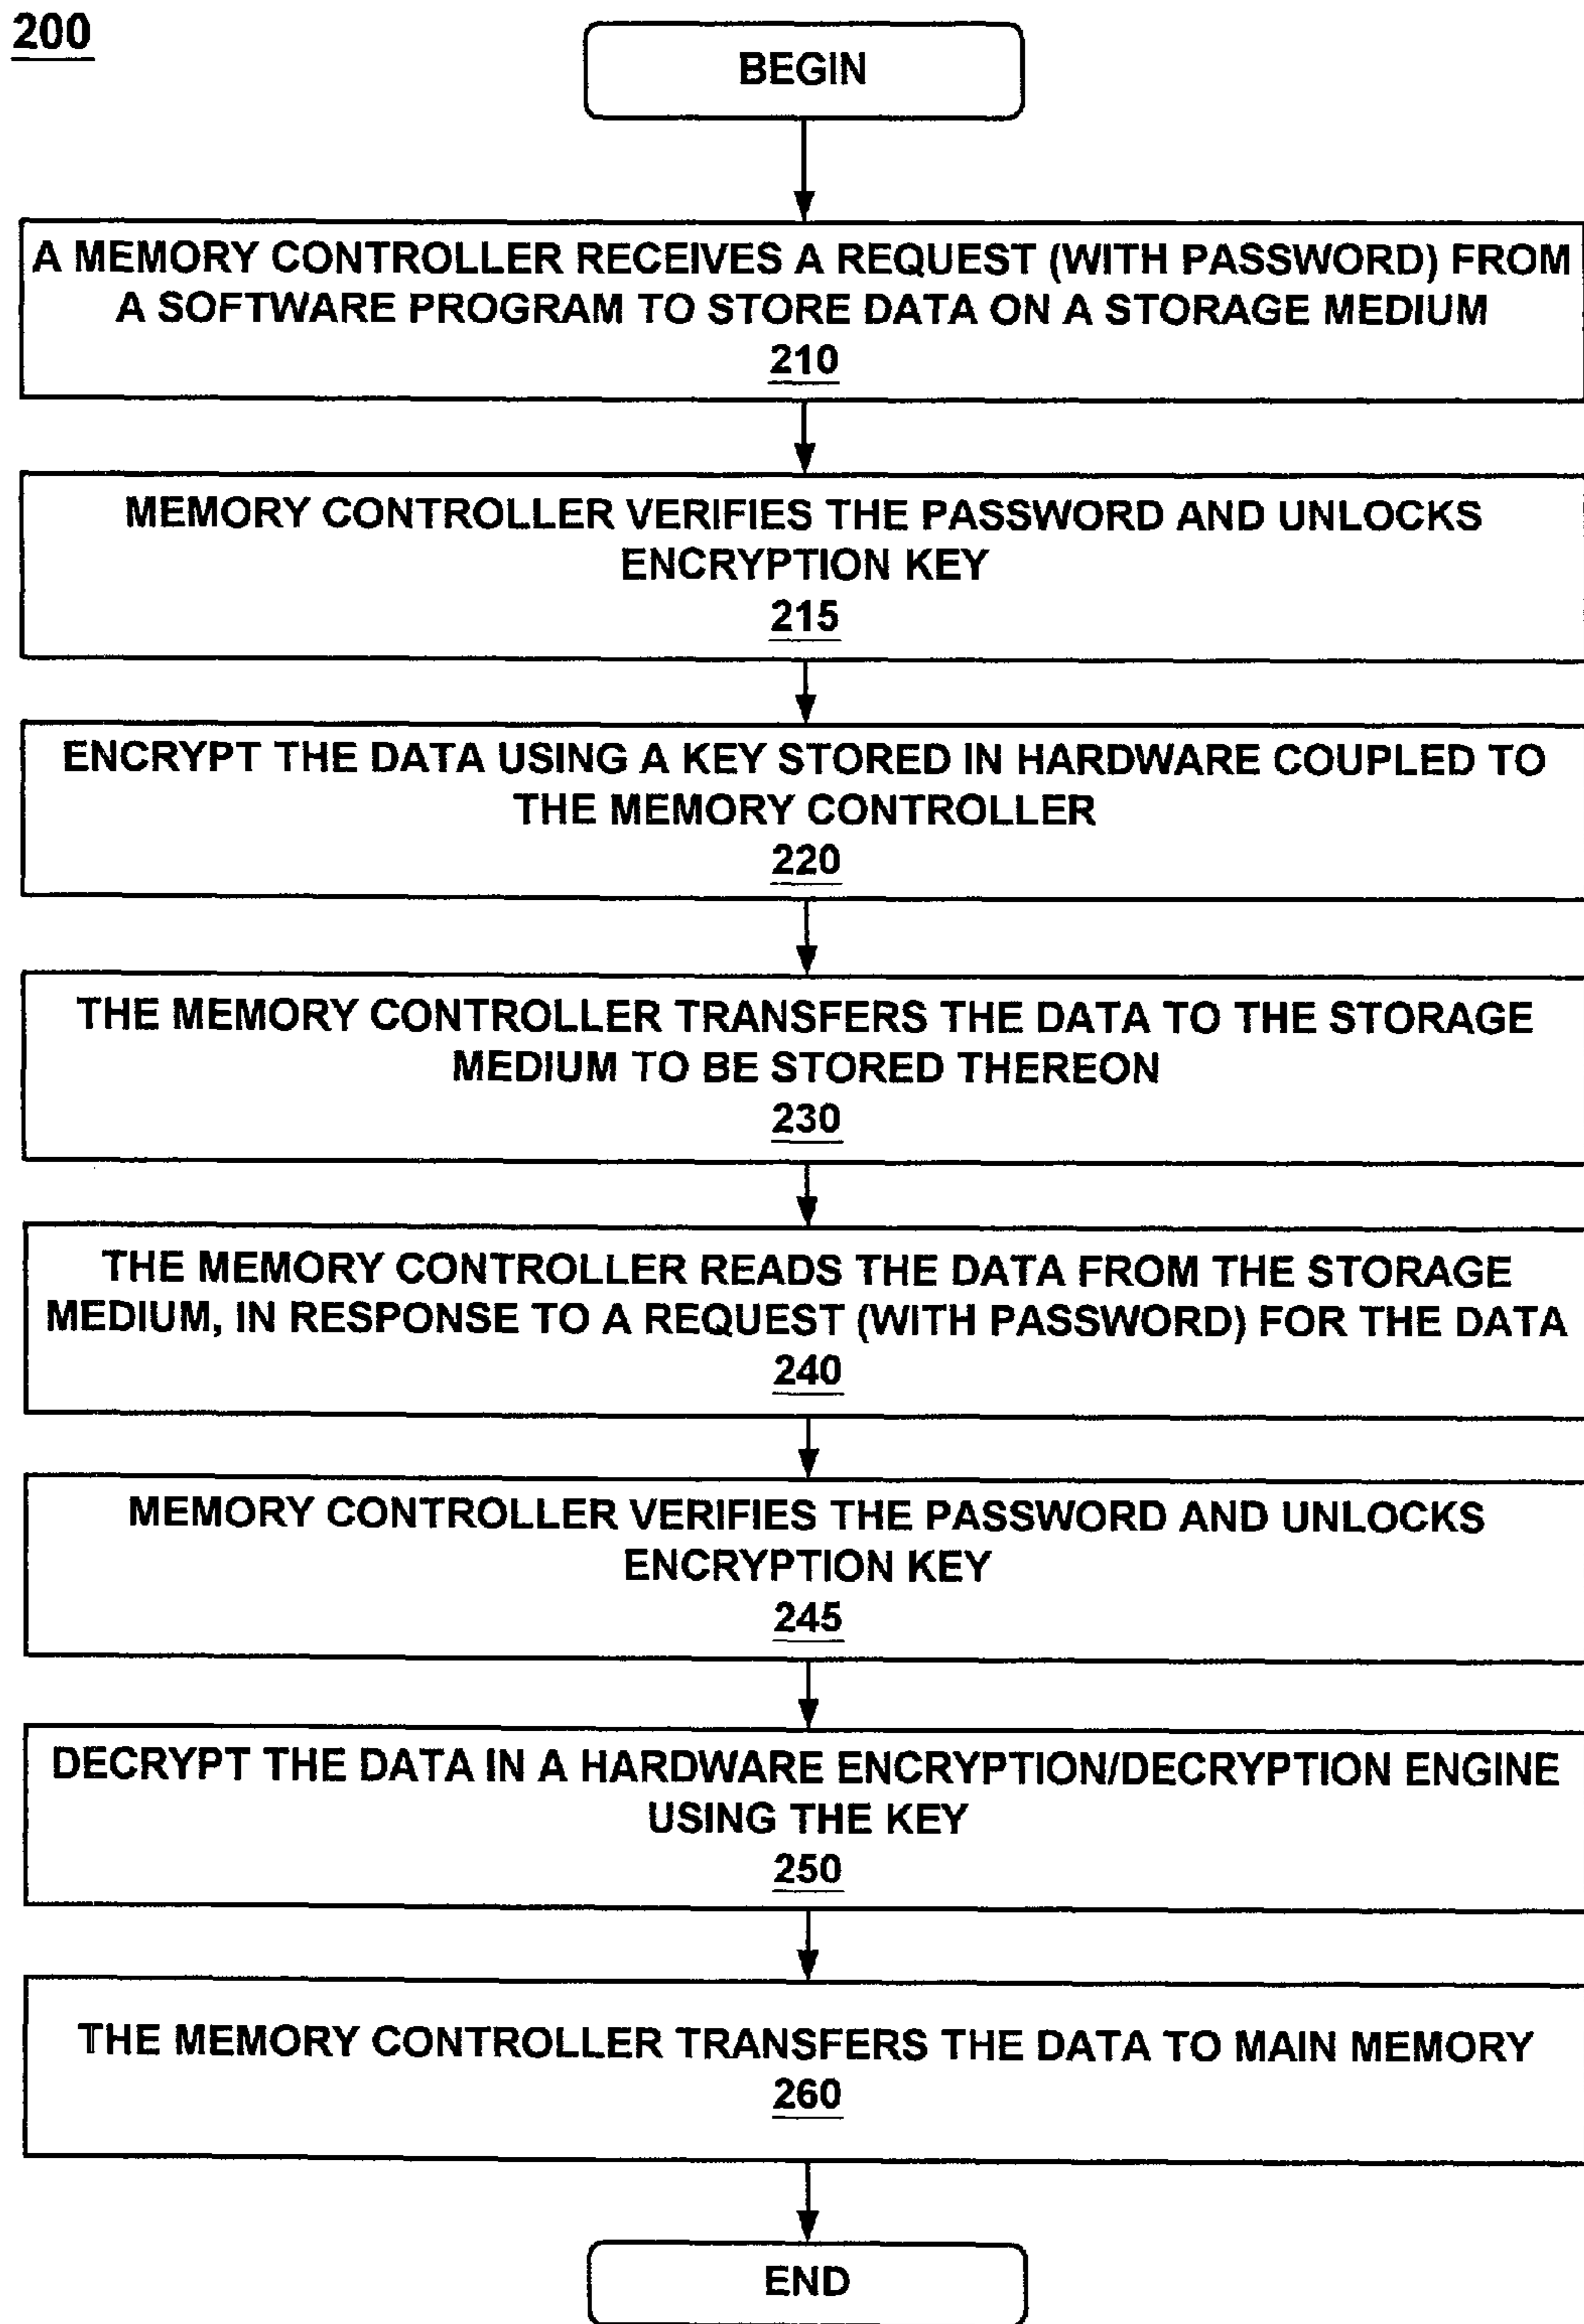 200
BEGIN
A MEMORY CONTROLLER RECEIVES A REQUEST (WITH PASSWORD) FROM
A SOFTWARE PROGRAM TO STORE DATA ON A STORAGE MEDIUM
210
MEMORY CONTROLLER VERIFIES THE PASSWORD AND UNLOCKS
ENCRYPTION KEY
215
ENCRYPT THE DATA USING A KEY STORED IN HARDWARE COUPLED TO
THE MEMORY CONTROLLER
220
THE MEMORY CONTROLLER TRANSFERS THE DATA TO THE STORAGE
MEDIUM TO BE STORED THEREON
230
THE MEMORY CONTROLLER READS THE DATA FROM THE STORAGE
MEDIUM, IN RESPONSE TO A REQUEST (WITH PASSWORD) FOR THE DATA
240
MEMORY CONTROLLER VERIFIES THE PASSWORD AND UNLOCKS
ENCRYPTION KEY
245
DECRYPT THE DATA IN A HARDWARE ENCRYPTION/DECRYPTION ENGINE
USING THE KEY
250
THE MEMORY CONTROLLER TRANSFERS THE DATA TO MAIN MEMORY
260
END